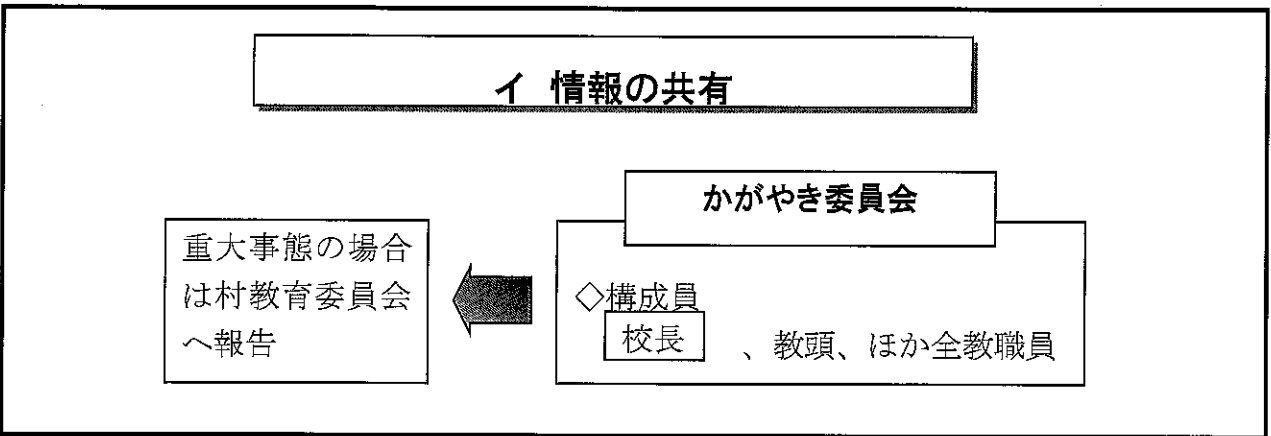 イ 情報の共有
かがやき委員会
◇構成員
校長、教頭、ほか全教職員
重大事態の場合
は村教育委員会
へ報告